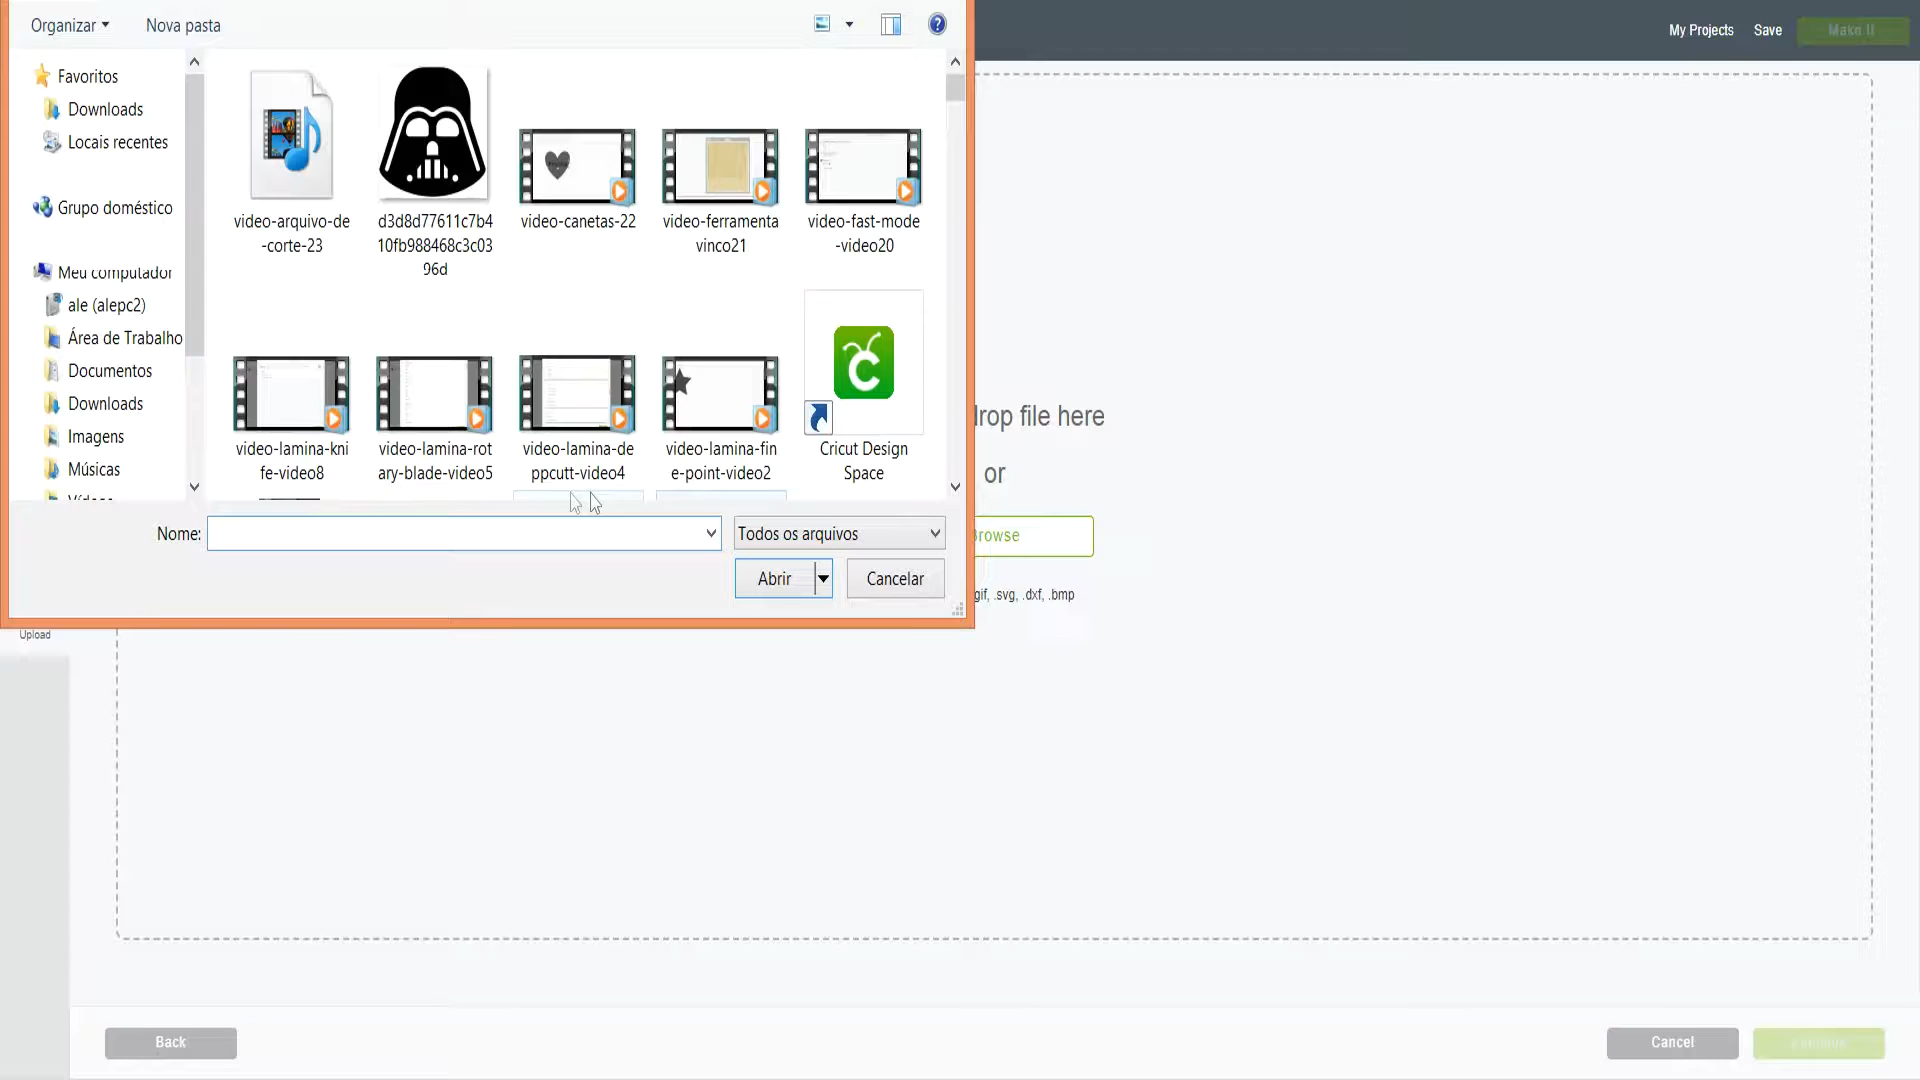 Organizar
Nova pasta
My Projects
Save
Make It
Favoritos
Downloads
Locais recentes
Grupo doméstico
Meu computador
ale (alepc2)
Área de Trabalho
Documentos
Downloads
Imagens
Músicas
video-arquivo-de
-corte-23
d3d8d77611c7b4
10fb988468c3c03
96d
video-canetas-22
video-ferramenta
vinco21
video-fast-mode
-video20
video-lamina-kni
fe-video8
video-lamina-rot
ary-blade-video5
video-lamina-de
ppcutt-video4
video-lamina-fin
e-point-video2
Cricut Design
Space
drop file here
or
Browse
gif, .svg, .dxf, .bmp
Nome:
Todos os arquivos
Abrir
Cancelar
Upload
Back
Cancel